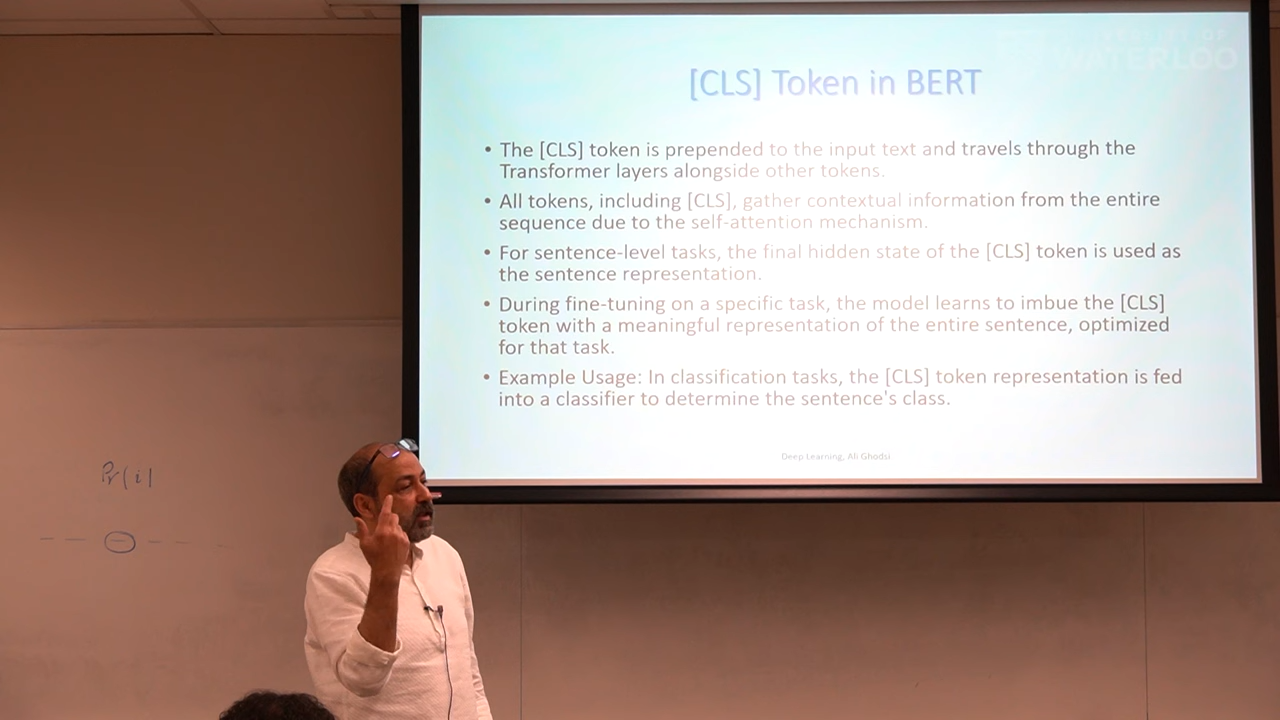 UNIVERSITY OF
WATERLOO
[CLS] Token in BERT
• The [CLS] token is prepended to the input text and travels through the
Transformer layers alongside other tokens.
• All tokens, including [CLS], gather contextual information from the entire
sequence due to the self-attention mechanism.
• For sentence-level tasks, the final hidden state of the [CLS] token is used as
the sentence representation.
• During fine-tuning on a specific task, the model learns to imbue the [CLS]
token with a meaningful representation of the entire sentence, optimized
for that task.
• Example Usage: In classification tasks, the [CLS] token representation is fed
into a classifier to determine the sentence's class.
Deep Learning, Ali Ghodsi